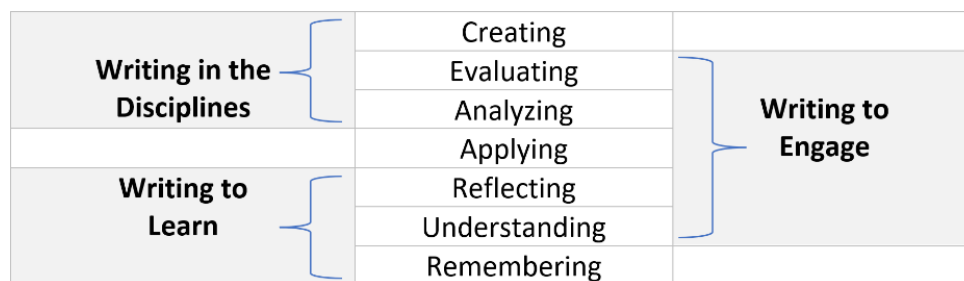 Writing in the
Disciplines
Writing to
Learn
Creating
Evaluating
Analyzing
Applying
Reflecting
Understanding
Remembering
Writing to
Engage